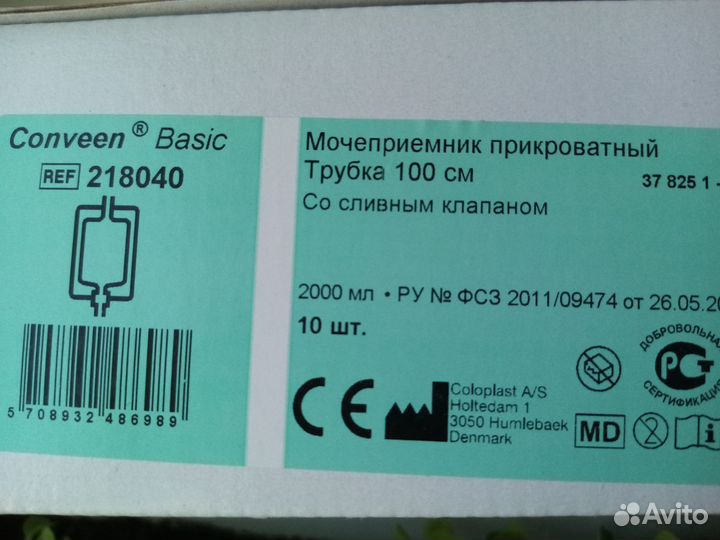 Conveen® Basic
REF 218040
5 708932 486989
Мочеприемник прикроватный
Трубка 100 см
37 825 1 -
Со сливным клапаном
2000 мл • РУ № ФСЗ 2011/09474 от 26.05.20
10 шт.
CE
Coloplast A/S
Holtedam 1
3050 Humlebaek
Denmark
MD
2
i
ДОБРОВОЛЬНАЯ
РСТ
СЕРТИФИКАЦИ
Avito